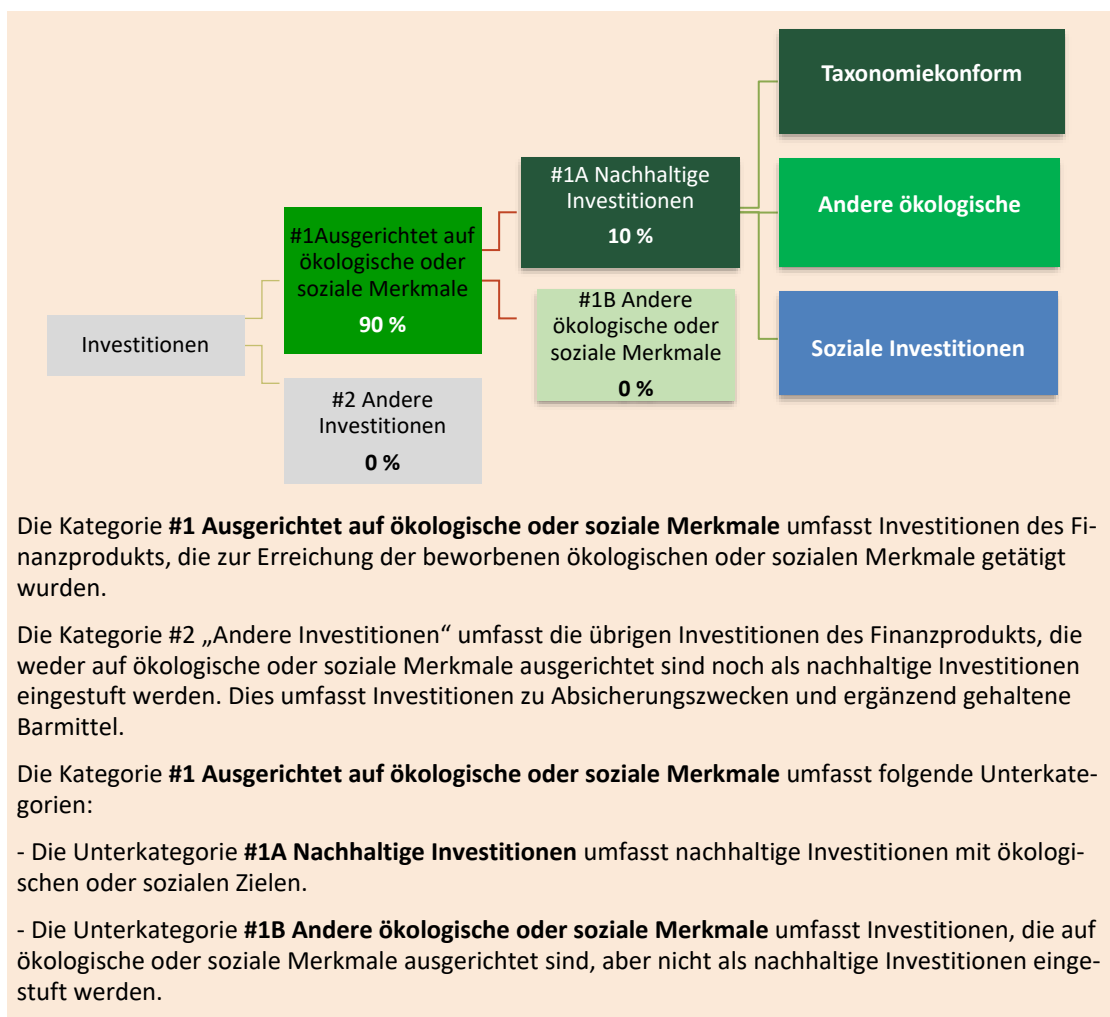 Taxonomiekonform
#1A Nachhaltige
Investitionen
10 %
Andere ökologische
#1Ausgerichtet auf
ökologische oder
soziale Merkmale
90 %
#1B Andere
ökologische oder
soziale Merkmale
0 %
Soziale Investitionen
Investitionen
#2 Andere
Investitionen
0 %
Die Kategorie #1 Ausgerichtet auf ökologische oder soziale Merkmale umfasst Investitionen des Fi-
nanzprodukts, die zur Erreichung der beworbenen ökologischen oder sozialen Merkmale getätigt
wurden.
Die Kategorie #2 „Andere Investitionen“ umfasst die übrigen Investitionen des Finanzprodukts, die
weder auf ökologische oder soziale Merkmale ausgerichtet sind noch als nachhaltige Investitionen
eingestuft werden. Dies umfasst Investitionen zu Absicherungszwecken und ergänzend gehaltene
Barmittel.
Die Kategorie #1 Ausgerichtet auf ökologische oder soziale Merkmale umfasst folgende Unterkate-
gorien:
- Die Unterkategorie #1A Nachhaltige Investitionen umfasst nachhaltige Investitionen mit ökologi-
schen oder sozialen Zielen.
- Die Unterkategorie #1B Andere ökologische oder soziale Merkmale umfasst Investitionen, die auf
ökologische oder soziale Merkmale ausgerichtet sind, aber nicht als nachhaltige Investitionen einge-
stuft werden.